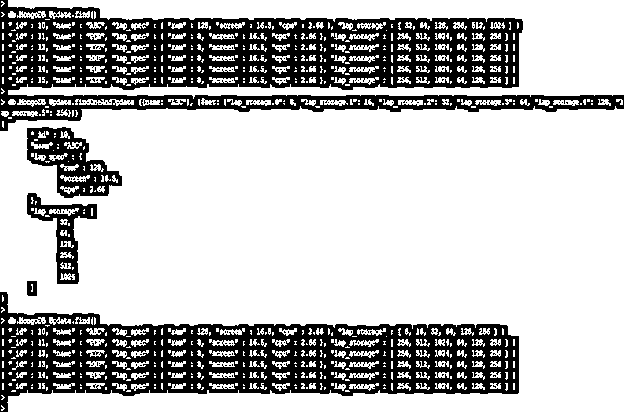 >
> db.MongoDB_Update.find()
{ "_id" : 10, "name" : "ABC", "lap_spec" : { "ram" : 128, "screen" : 16.5, "cpu" : 2.66 }, "lap_storage" : [ 32, 64, 128, 256, 512, 1024 ] }
{ "_id" : 11, "name" : "PQR", "lap_spec" : { "ram" : 8, "screen" : 16.5, "cpu" : 2.86 }, "lap_storage" : [ 256, 512, 1024, 64, 128, 256 ] }
{ "_id" : 12, "name" : "XYZ", "lap_spec" : { "ram" : 8, "screen" : 16.5, "cpu" : 2.86 }, "lap_storage" : [ 256, 512, 1024, 64, 128, 256 ] }
{ "_id" : 13, "name" : "lap_spec" : { "ram" : 8, "screen" : 16.5, "cpu" : 2.86 }, "lap_storage" : [ 256, 512, 1024, 64, 128, 256 ] }
{ "_id" : 14, "name" : "PQR", "lap_spec" : { "ram" : 8, "screen" : 16.5, "cpu" : 2.86 }, "lap_storage" : [ 256, 512, 1024, 64, 128, 256 ] }
{ "_id" : 15, "name" : "XYZ", "lap_spec" : { "ram" : 8, "screen" : 16.5, "cpu" : 2.86 }, "lap_storage" : [ 256, 512, 1024, 64, 128, 256 ] }
>
> db.MongoDB_Update.findOneAndUpdate ({name: "ABC"}, {$set: {"lap_storage.0": 8, "lap_storage.1": 16, "lap_storage.2": 32, "lap_storage.3": 64, "lap_storage.4": 128, "l
ap_storage.5": 256}})
{
"_id" : 10,
"name" : "ABC",
"lap_spec" : {
"ram" : 128,
"screen" : 16.5,
"cpu" : 2.66
},
"lap_storage" : [
32,
64,
128,
256,
512,
1024
]
}
>
> db.MongoDB_Update.find()
{ "_id" : 10, "name" : "ABC", "lap_spec" : { "ram" : 128, "screen" : 16.5, "cpu" : 2.66 }, "lap_storage" : [ 8, 16, 32, 64, 128, 256 ] }
{ "_id" : 11, "name" : "PQR", "lap_spec" : { "ram" : 8, "screen" : 16.5, "cpu" : 2.86 }, "lap_storage" : [ 256, 512, 1024, 64, 128, 256 ] }
{ "_id" : 12, "name" : "XYZ", "lap_spec" : { "ram" : 8, "screen" : 16.5, "cpu" : 2.86 }, "lap_storage" : [ 256, 512, 1024, 64, 128, 256 ] }
{ "_id" : 13, "name" : "lap_spec" : { "ram" : 8, "screen" : 16.5, "cpu" : 2.86 }, "lap_storage" : [ 256, 512, 1024, 64, 128, 256 ] }
{ "_id" : 14, "name" : "PQR", "lap_spec" : { "ram" : 8, "screen" : 16.5, "cpu" : 2.86 }, "lap_storage" : [ 256, 512, 1024, 64, 128, 256 ] }
{ "_id" : 15, "name" : "XYZ", "lap_spec" : { "ram" : 8, "screen" : 16.5, "cpu" : 2.86 }, "lap_storage" : [ 256, 512, 1024, 64, 128, 256 ] }
>
>